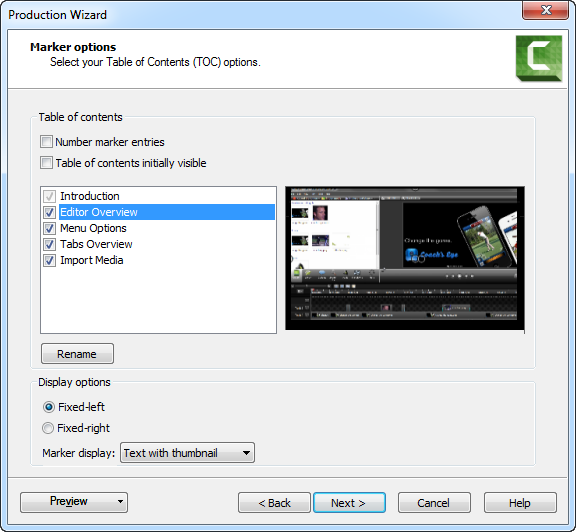 Production Wizard
Marker options
Select your Table of Contents (TOC) options.
Table of contents
Number marker entries
Table of contents initially visible
Introduction
Editor Overview
Menu Options
Tabs Overview
Import Media
Change the game.
Coach's Eye
Rename
Display options
Fixed-left
Fixed-right
Marker display: Text with thumbnail
Preview
< Back
Next >
Cancel
Help